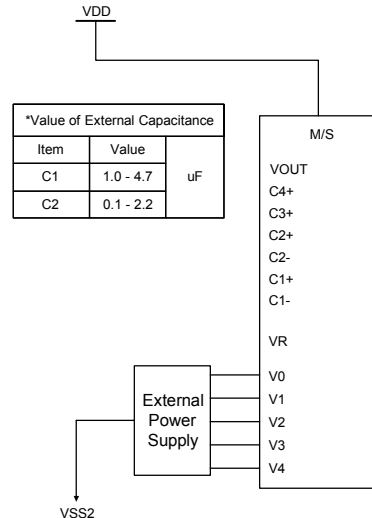 VDD
*Value of External Capacitance
Item Value
C1 1.0 - 4.7 uF
C2 0.1 - 2.2
M/S
VOUT
C4+
C3+
C2+
C2-
C1+
C1-
VR
V0
V1
V2
V3
V4
External
Power
Supply
VSS2